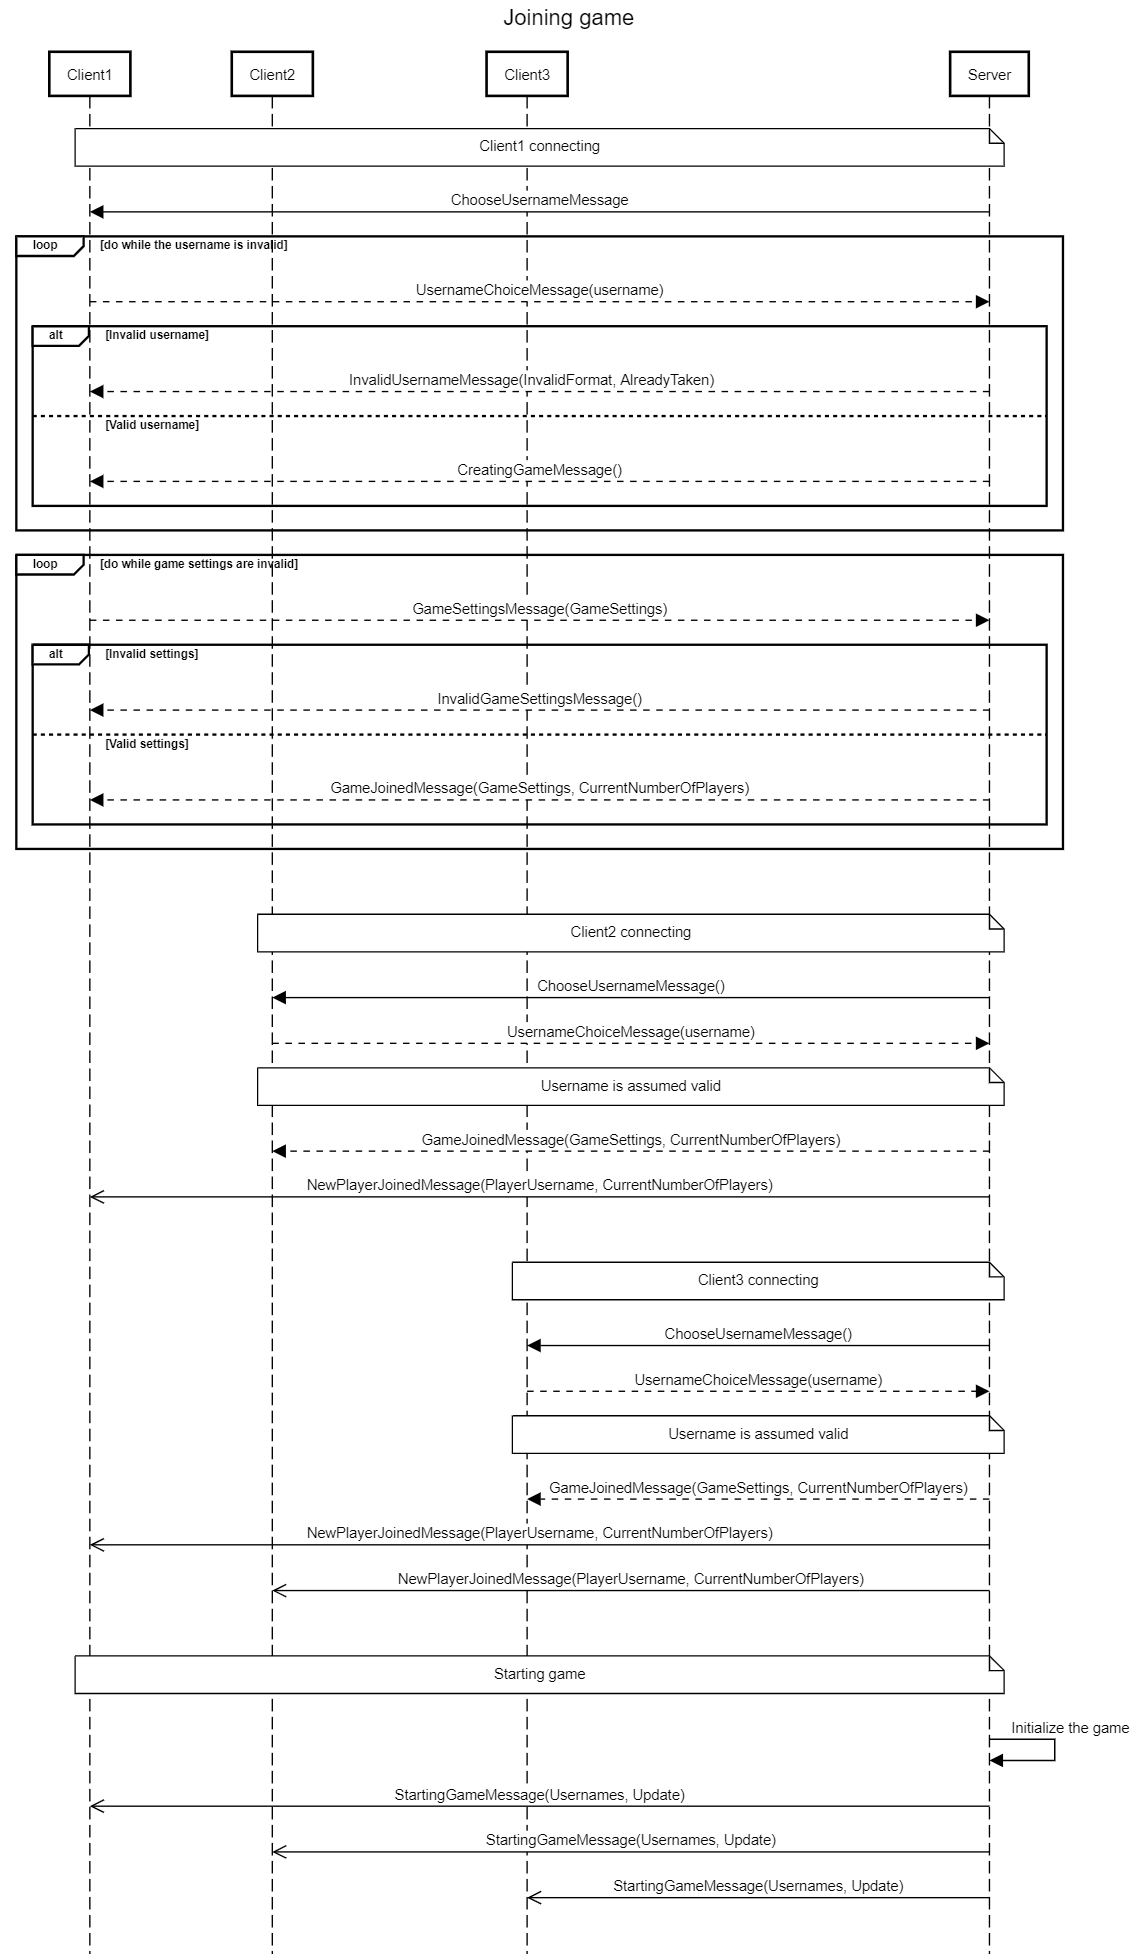 Joining game
Client1
Client2
Client3
Server
Client1 connecting
ChooseUsernameMessage
loop
[do while the username is invalid]
UsernameChoiceMessage(username)
alt
[Invalid username]
InvalidUsernameMessage(InvalidFormat, AlreadyTaken)
[Valid username]
CreatingGameMessage()
loop
[do while game settings are invalid]
GameSettingsMessage(GameSettings)
alt
[Invalid settings]
InvalidGameSettingsMessage()
[Valid settings]
GameJoinedMessage(GameSettings, CurrentNumberOfPlayers)
Client2 connecting
ChooseUsernameMessage()
UsernameChoiceMessage(username)
Username is assumed valid
GameJoinedMessage(GameSettings, CurrentNumberOfPlayers)
NewPlayerJoinedMessage(PlayerUsername, CurrentNumberOfPlayers)
Client3 connecting
ChooseUsernameMessage()
UsernameChoiceMessage(username)
Username is assumed valid
GameJoinedMessage(GameSettings, CurrentNumberOfPlayers)
NewPlayerJoinedMessage(PlayerUsername, CurrentNumberOfPlayers)
NewPlayerJoinedMessage(PlayerUsername, CurrentNumberOfPlayers)
Starting game
Initialize the game
StartingGameMessage(Usernames, Update)
StartingGameMessage(Usernames, Update)
StartingGameMessage(Usernames, Update)